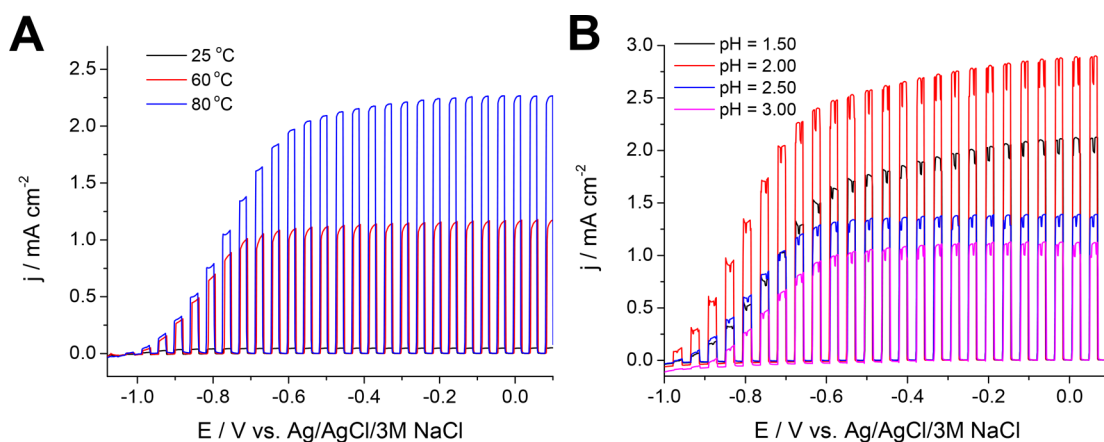 A
25 °C
60 °C
80 °C
2.5
2.0
1.5
1.0
0.5
0.0
j / mA cm⁻²
-1.0
-0.8
-0.6
-0.4
-0.2
0.0
E / V vs. Ag/AgCl/3M NaCl
B
pH = 1.50
pH = 2.00
pH = 2.50
pH = 3.00
3.0
2.5
2.0
1.5
1.0
0.5
0.0
j / mA cm⁻²
-1.0
-0.8
-0.6
-0.4
-0.2
0.0
E / V vs. Ag/AgCl/3M NaCl